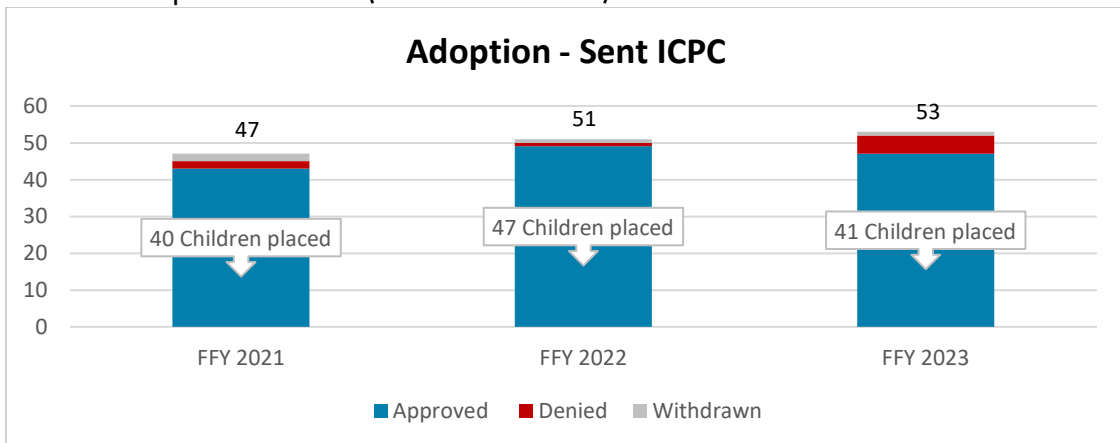 Adoption - Sent ICPC
60
50
40
30
20
10
0
47
51
53
40 Children placed
47 Children placed
41 Children placed
FFY 2021
FFY 2022
FFY 2023
Approved
Denied
Withdrawn